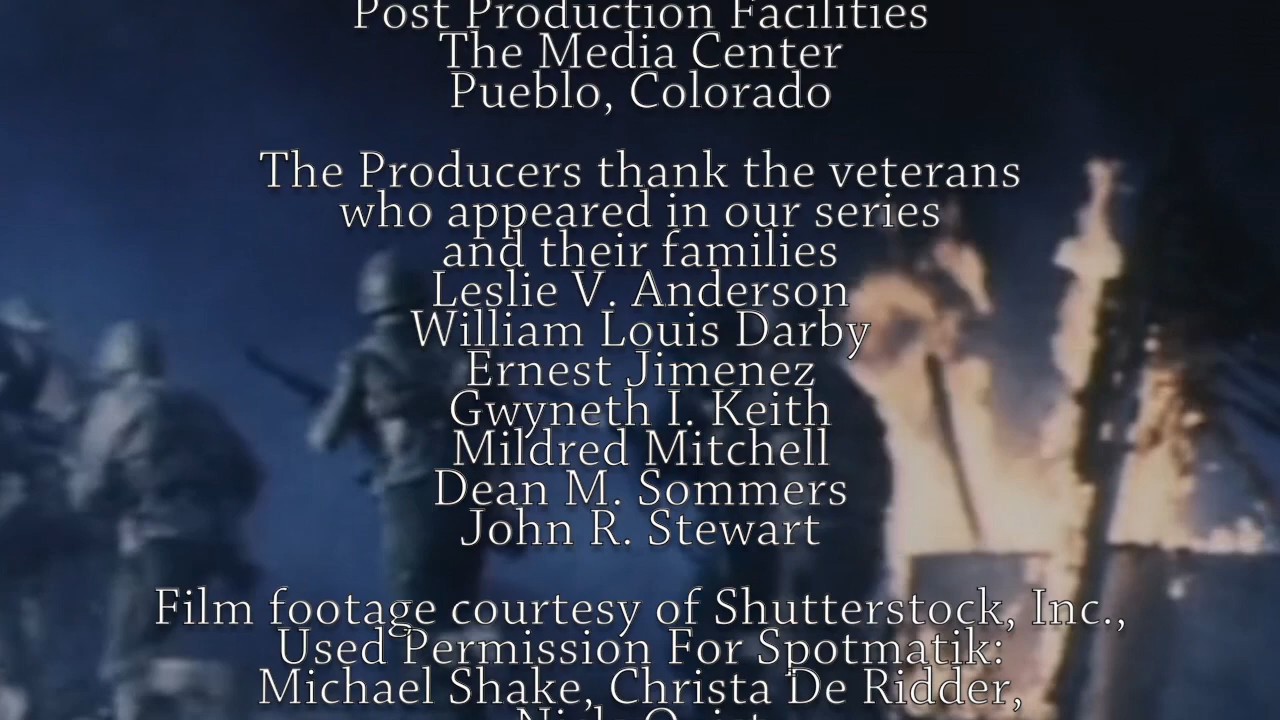 Post Production Facilities
The Media Center
Pueblo, Colorado
The Producers thank the veterans
who appeared in our series
and their families
Leslie V. Anderson
William Louis Darby
Ernest Jimenez
Gwyneth I. Keith
Mildred Mitchell
Dean M. Sommers
John R. Stewart
Film footage courtesy of Shutterstock, Inc.,
Used Permission For Spotmatik:
Michael Shake, Christa De Ridder,